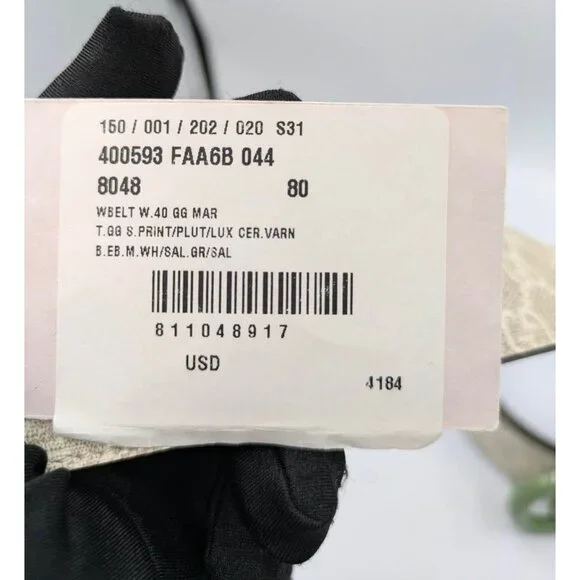 150 / 001 / 202 / 020 S31
400593 FAA6B 044
8048 80
WBELT W.40 GG MAR
T.GG S.PRINT/PLUT/LUX CER.VARN
B.EB.M.WH/SAL.GR/SAL
811048917
USD
4184